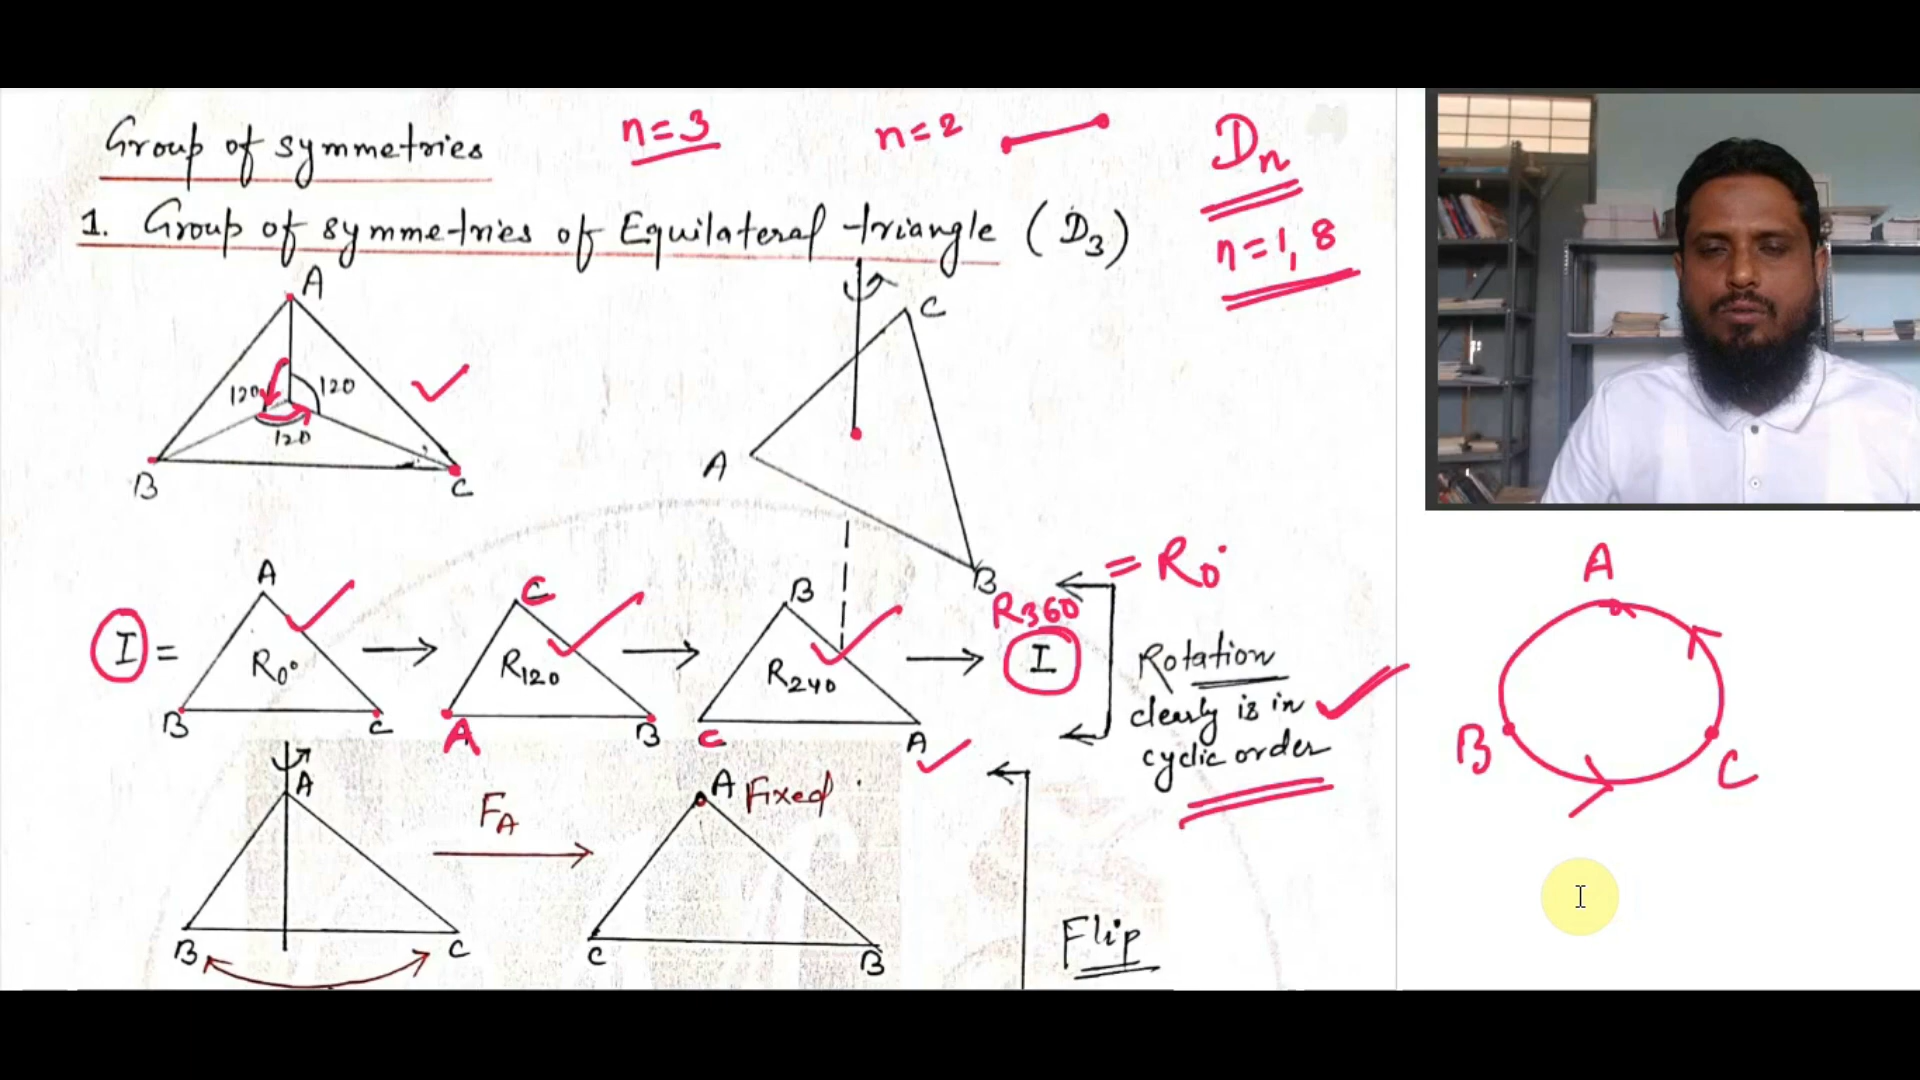 Group of symmetries
n=3
n=2
Dn
n=1, 8
1. Group of symmetries of Equilateral triangle (D3)
A
120
120
120
B
C
C
A
B
A
I =
R0°
B
C
C
R120
A
B
B
R240
C
A
R360
= R0°
I
Rotation
clearly is in
cyclic order
A
B
C
A
B
C
FA
A Fixed
C
B
Flip